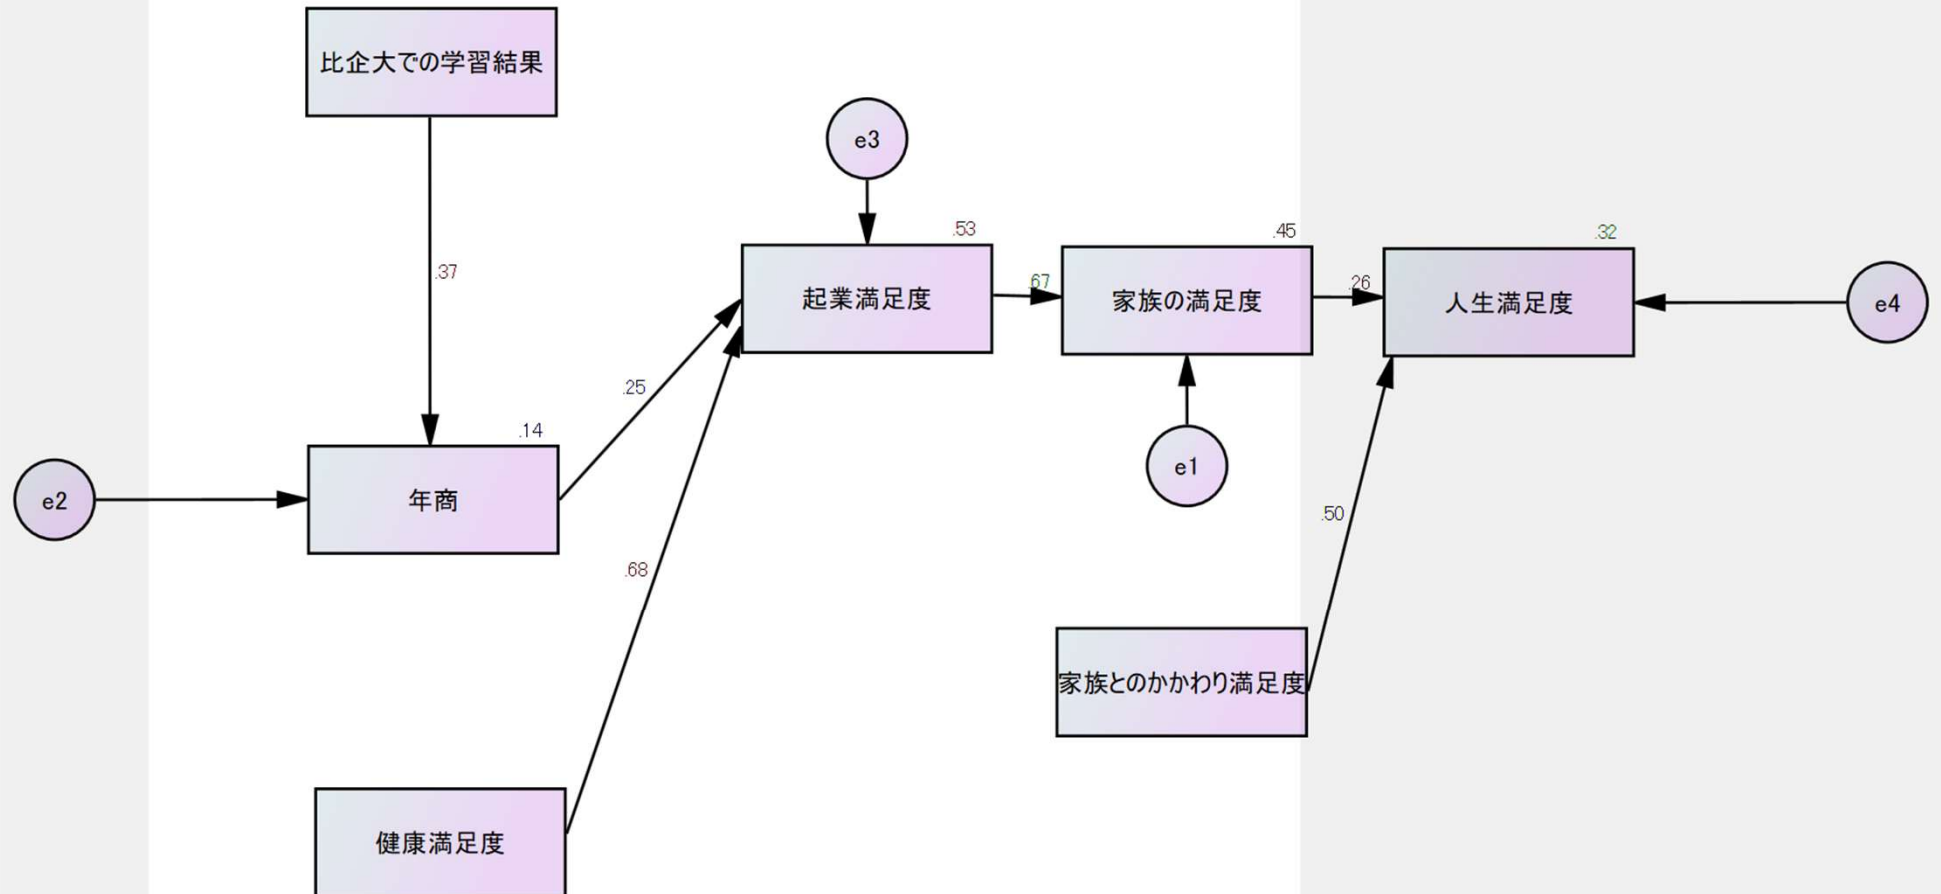 比企大での学習結果
e3
.53
.45
.32
.37
起業満足度
.67
家族の満足度
.26
人生満足度
e4
.25
.14
e2
年商
e1
.50
.68
家族とのかかわり満足度
健康満足度